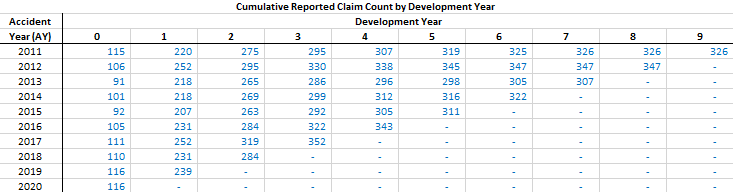 Cumulative Reported Claim Count by Development Year
Accident Development Year
Year (AY) 0 1 2 3 4 5 6 7 8 9
2011 115 220 275 295 307 319 325 326 326 326
2012 106 252 295 330 338 345 347 347 347 -
2013 91 218 265 286 296 298 305 307 - -
2014 101 218 269 299 312 316 322 - - -
2015 92 207 263 292 305 311 - - - -
2016 105 231 284 322 343 - - - - -
2017 111 252 319 352 - - - - - -
2018 110 231 284 - - - - - - -
2019 116 239 - - - - - - - -
2020 116 - - - - - - - - -